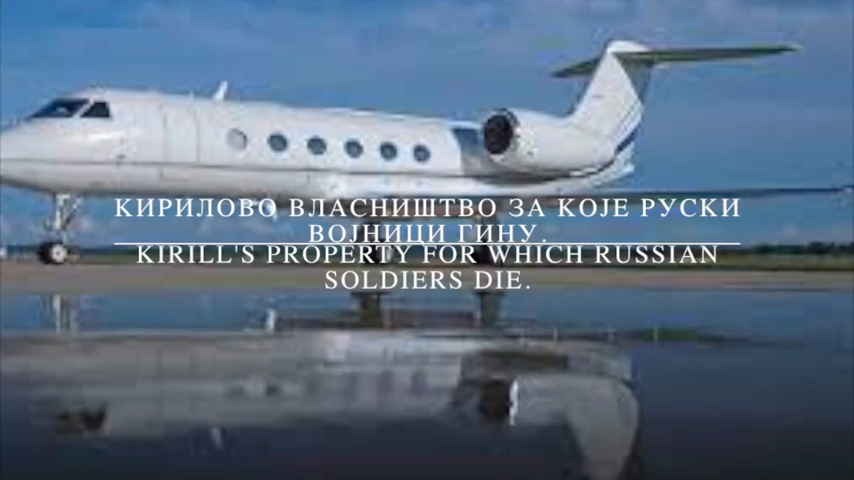 КИРИЛОВО ВЛАСНИШТВО ЗА КОЈЕ РУСКИ
ВОЈНИЦИ ГИНУ.
KIRILL'S PROPERTY FOR WHICH RUSSIAN
SOLDIERS DIE.